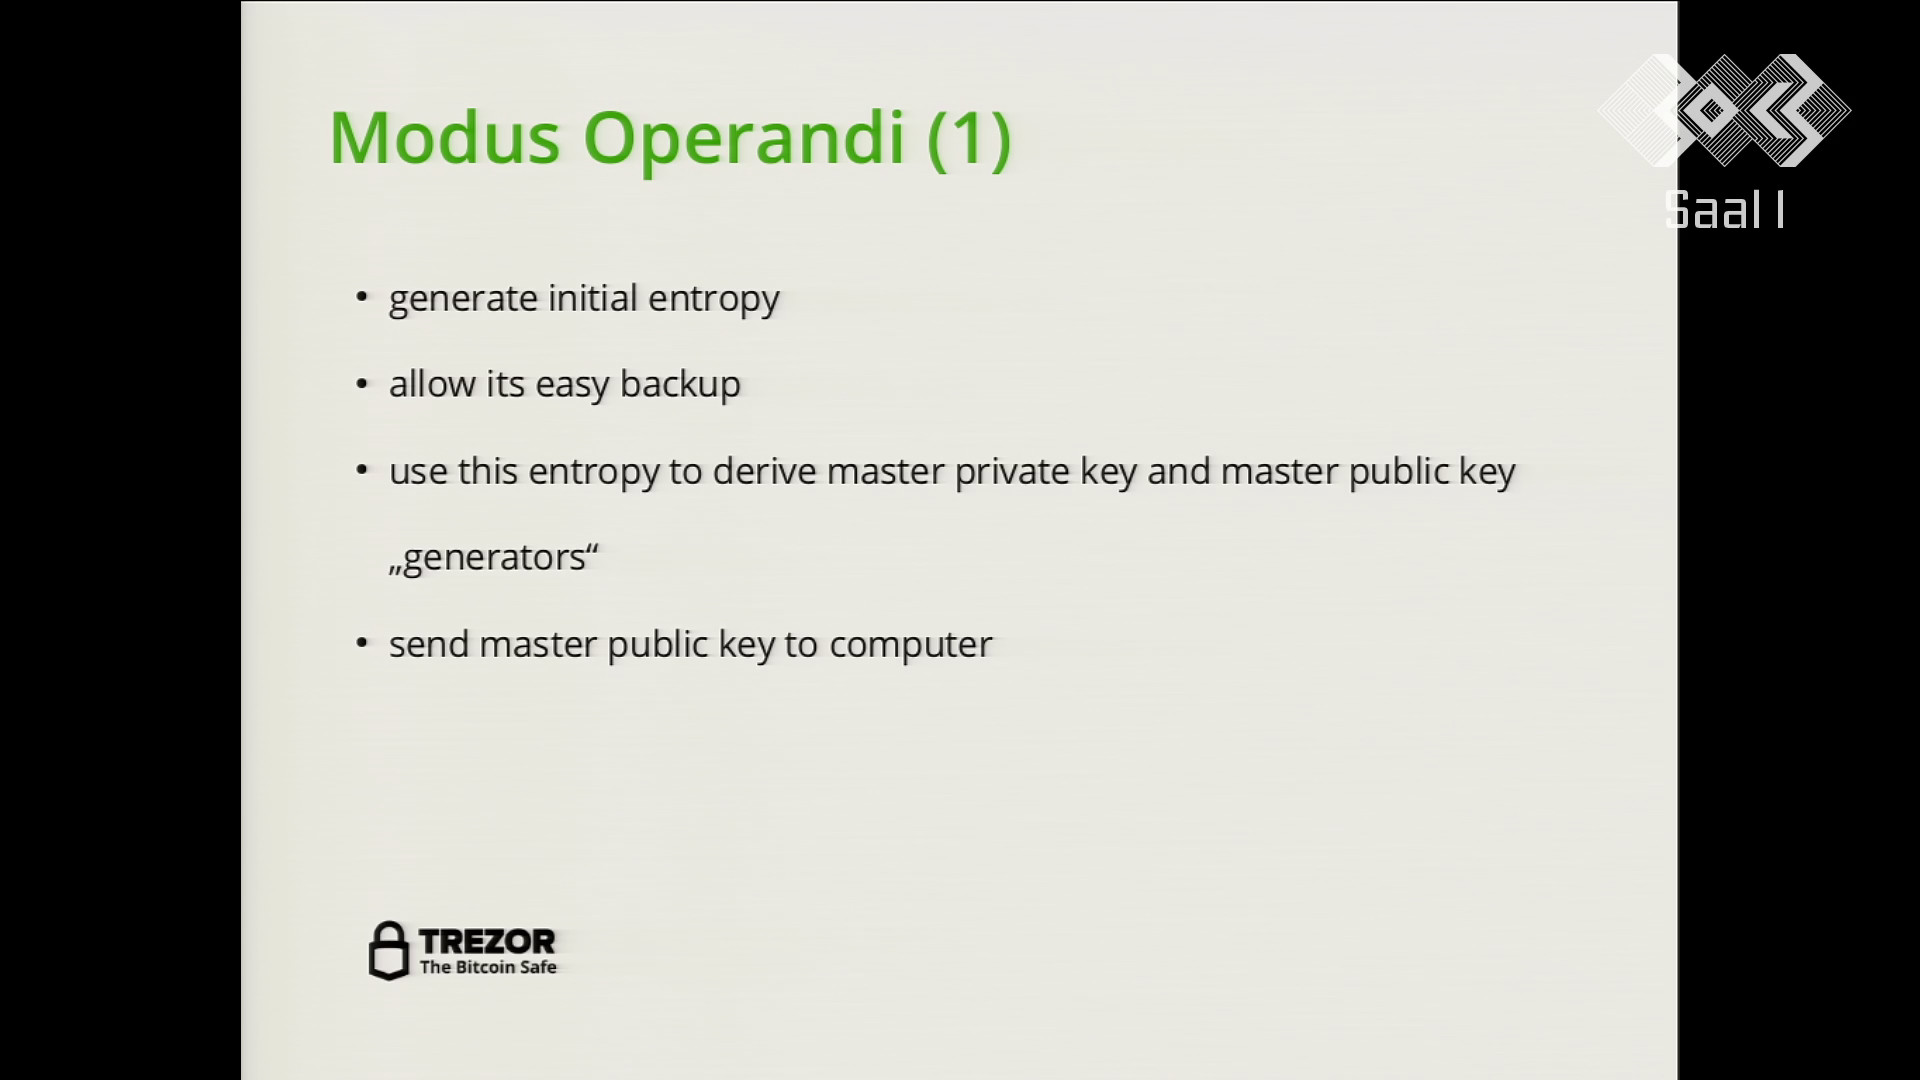 Modus Operandi (1)
Saal 1
• generate initial entropy
• allow its easy backup
• use this entropy to derive master private key and master public key
„generators“
• send master public key to computer
TREZOR
The Bitcoin Safe